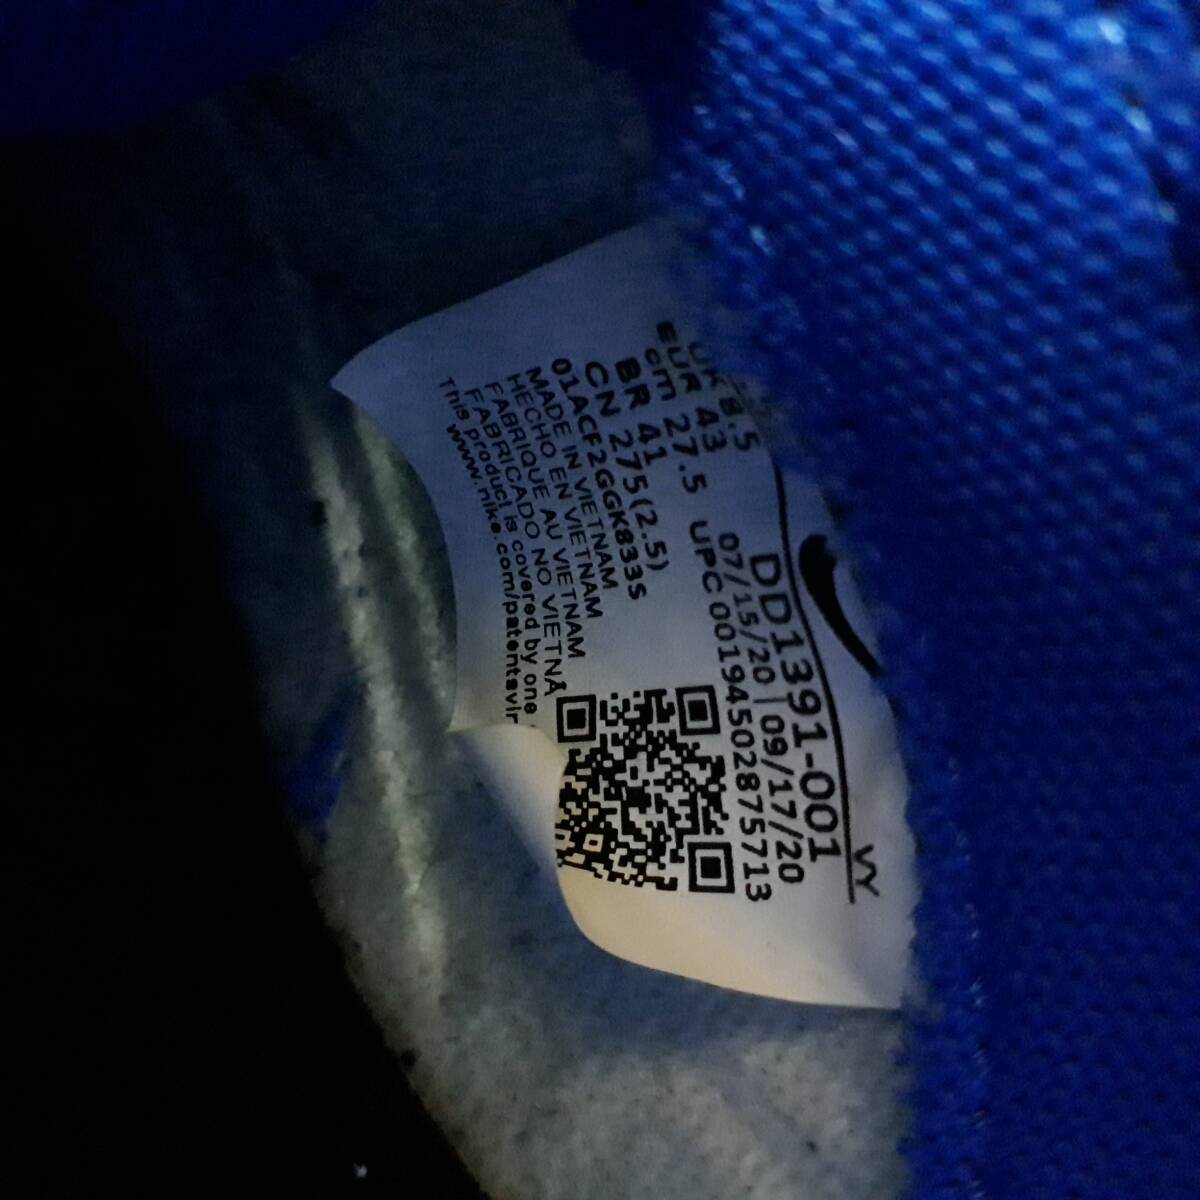 VY
DD1391-001
07/15/20 | 09/17/20
UK 8.5 UPC 00194502875713
EUR 43
cm 27.5
BR 41
CN 275(2.5)
01ACF2GGK833S
MADE IN VIETNAM
HECHO EN VIETNAM
FABRIQUE AU VIETNAM
FABRICADO NO VIETNÃ
This product is covered by one
www.nike.com/patents